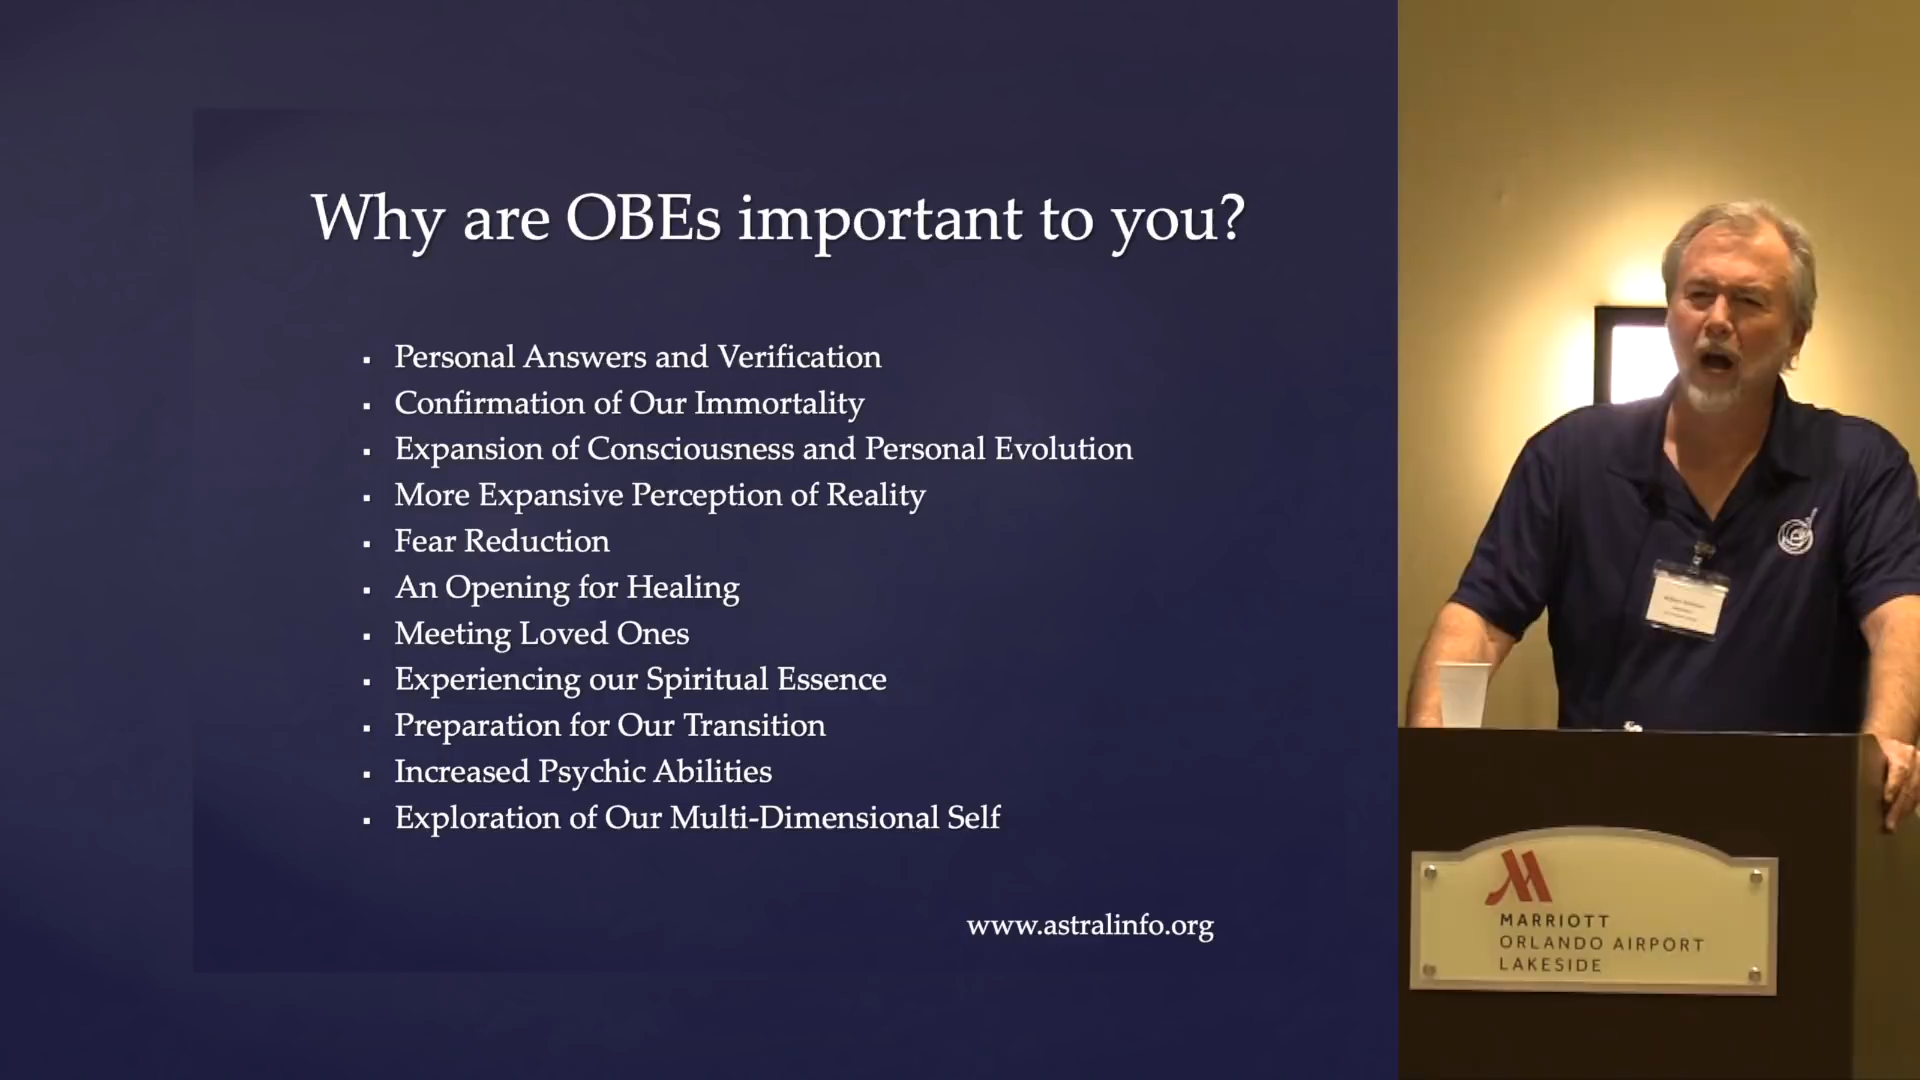 Why are OBEs important to you?
▪ Personal Answers and Verification
▪ Confirmation of Our Immortality
▪ Expansion of Consciousness and Personal Evolution
▪ More Expansive Perception of Reality
▪ Fear Reduction
▪ An Opening for Healing
▪ Meeting Loved Ones
▪ Experiencing our Spiritual Essence
▪ Preparation for Our Transition
▪ Increased Psychic Abilities
▪ Exploration of Our Multi-Dimensional Self
www.astralinfo.org
MARRIOTT
ORLANDO AIRPORT
LAKESIDE